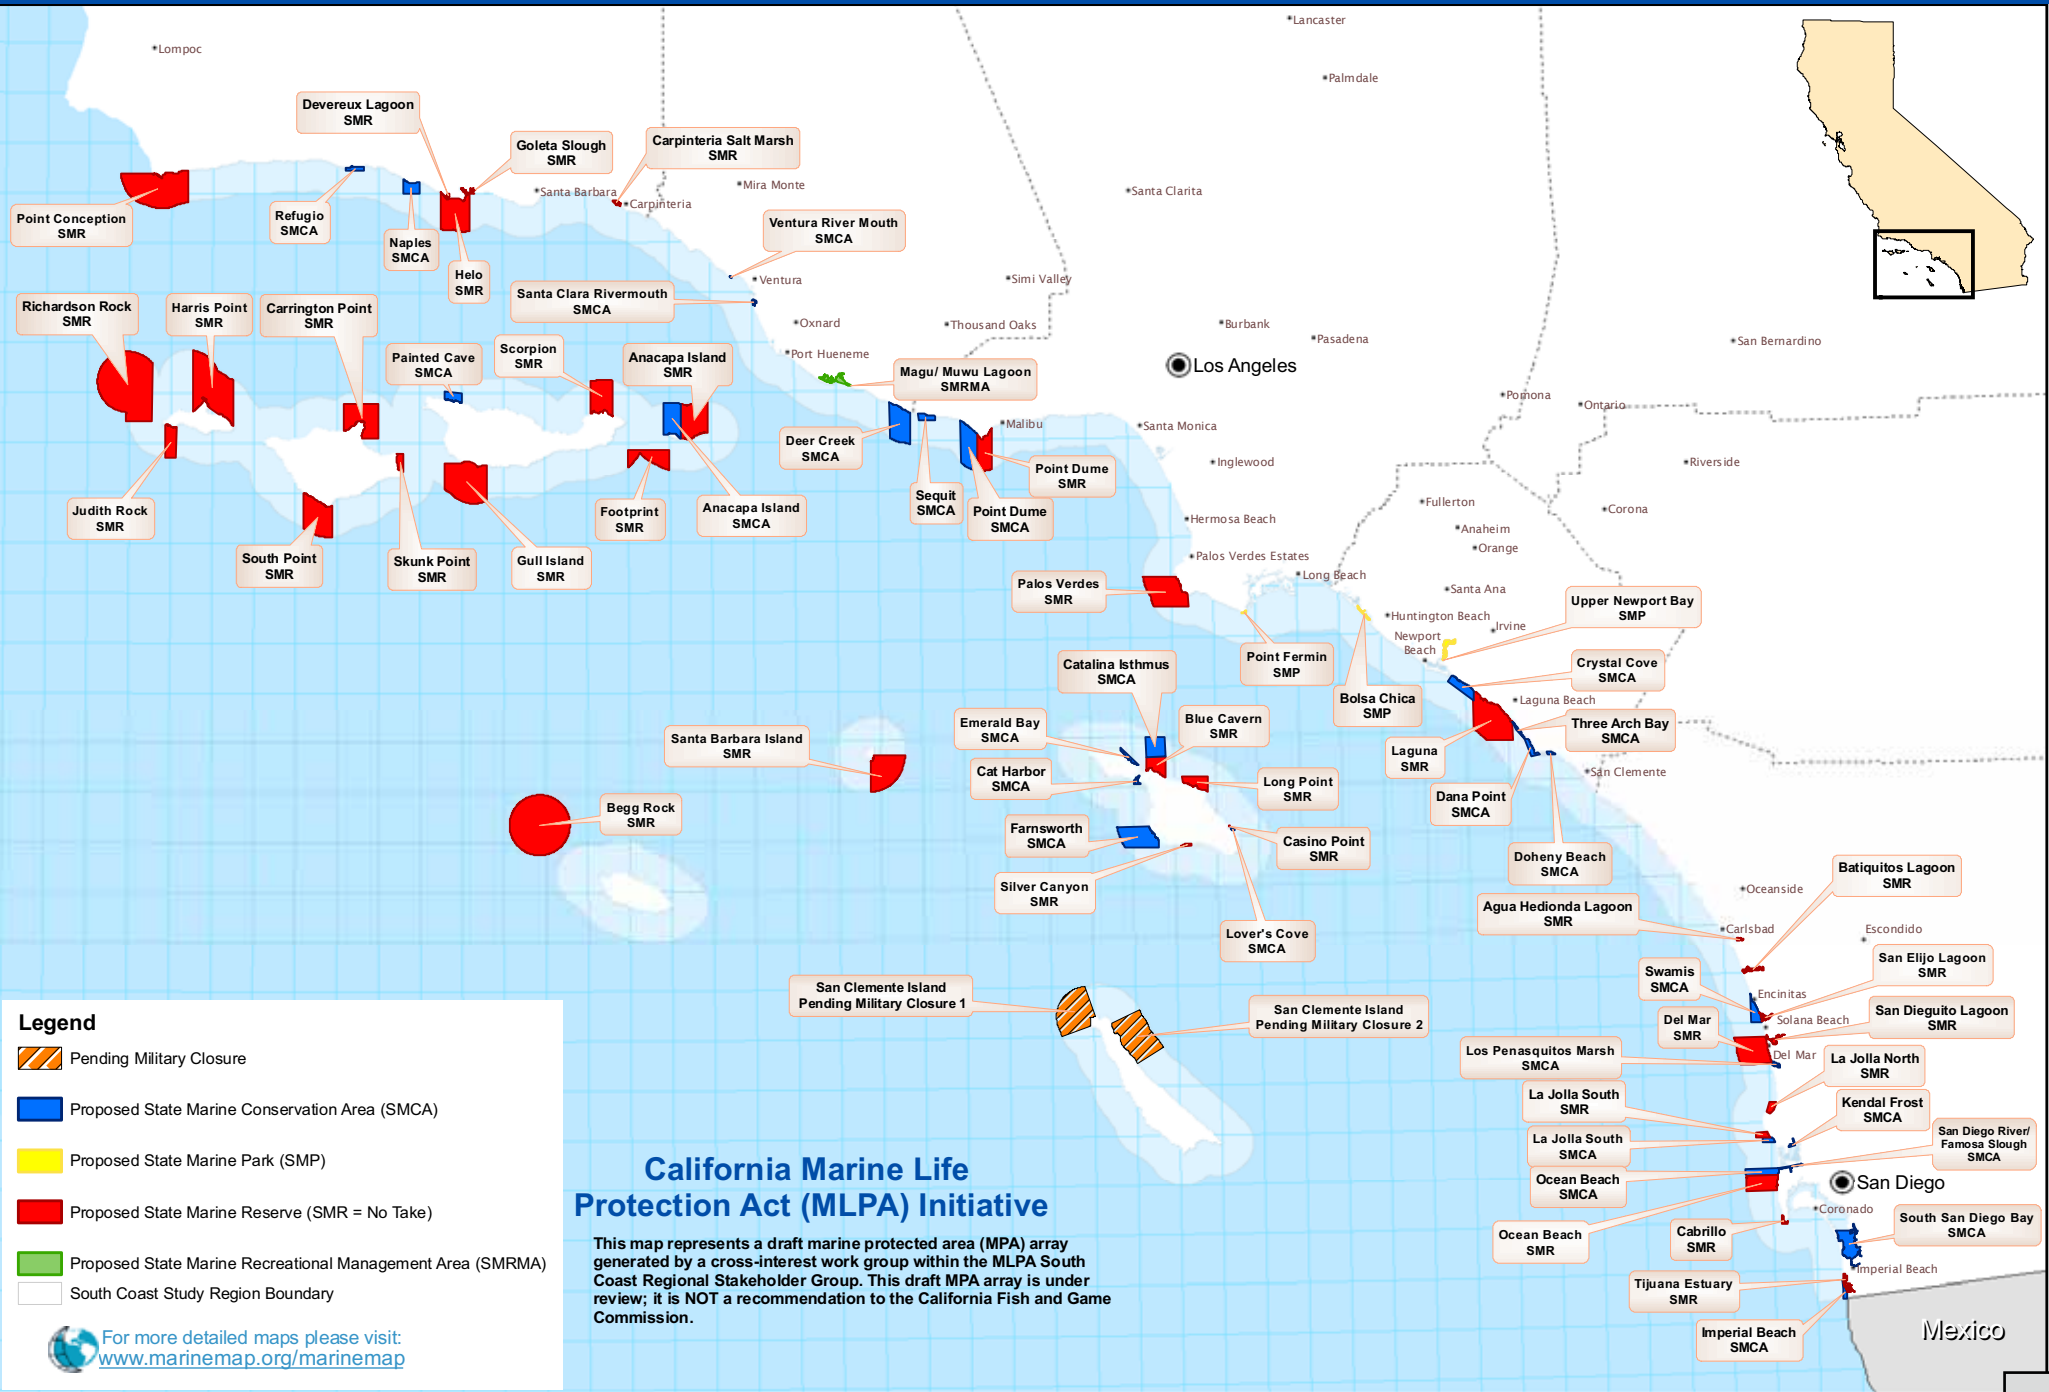 Lancaster
Lompoc
Palmdale
Devereux Lagoon
SMR
Goleta Slough
SMR
Carpinteria Salt Marsh
SMR
Santa Barbara
Mira Monte
Santa Clarita
Carpinteria
Point Conception
SMR
Refugio
SMCA
Naples
SMCA
Helo
SMR
Ventura River Mouth
SMCA
Ventura
Simi Valley
Santa Clara Rivermouth
SMCA
Richardson Rock
SMR
Harris Point
SMR
Carrington Point
SMR
Oxnard
Thousand Oaks
Burbank
Pasadena
San Bernardino
Painted Cave
SMCA
Scorpion
SMR
Anacapa Island
SMR
Port Hueneme
Magu/ Muwu Lagoon
SMRMA
Los Angeles
Pomona
Ontario
Malibu
Santa Monica
Deer Creek
SMCA
Inglewood
Riverside
Point Dume
SMR
Sequit
SMCA
Point Dume
SMCA
Judith Rock
SMR
Footprint
SMR
Anacapa Island
SMCA
Fullerton
Corona
Hermosa Beach
Anaheim
Orange
South Point
SMR
Skunk Point
SMR
Gull Island
SMR
Palos Verdes Estates
Long Beach
Palos Verdes
SMR
Santa Ana
Upper Newport Bay
SMP
Huntington Beach
Irvine
Newport
Beach
Point Fermin
SMP
Catalina Isthmus
SMCA
Crystal Cove
SMCA
Bolsa Chica
SMP
Laguna Beach
Emerald Bay
SMCA
Blue Cavern
SMR
Three Arch Bay
SMCA
Santa Barbara Island
SMR
Laguna
SMR
Cat Harbor
SMCA
Long Point
SMR
San Clemente
Dana Point
SMCA
Begg Rock
SMR
Farnsworth
SMCA
Casino Point
SMR
Doheny Beach
SMCA
Silver Canyon
SMR
Batiquitos Lagoon
SMR
Oceanside
Agua Hedionda Lagoon
SMR
Carlsbad
Escondido
Lover's Cove
SMCA
San Elijo Lagoon
SMR
Swamis
SMCA
Encinitas
San Clemente Island
Pending Military Closure 1
San Clemente Island
Pending Military Closure 2
San Dieguito Lagoon
SMR
Solana Beach
Del Mar
SMR
Los Penasquitos Marsh
SMCA
Del Mar
La Jolla North
SMR
La Jolla South
SMR
Kendal Frost
SMCA
La Jolla South
SMCA
San Diego River/
Famosa Slough
SMCA
Ocean Beach
SMCA
San Diego
Coronado
Ocean Beach
SMR
Cabrillo
SMR
South San Diego Bay
SMCA
Imperial Beach
Tijuana Estuary
SMR
Imperial Beach
SMCA
Mexico
Legend
Pending Military Closure
Proposed State Marine Conservation Area (SMCA)
Proposed State Marine Park (SMP)
Proposed State Marine Reserve (SMR = No Take)
Proposed State Marine Recreational Management Area (SMRMA)
South Coast Study Region Boundary
For more detailed maps please visit:
www.marinemap.org/marinemap
California Marine Life
Protection Act (MLPA) Initiative
This map represents a draft marine protected area (MPA) array
generated by a cross-interest work group within the MLPA South
Coast Regional Stakeholder Group. This draft MPA array is under
review; it is NOT a recommendation to the California Fish and Game
Commission.